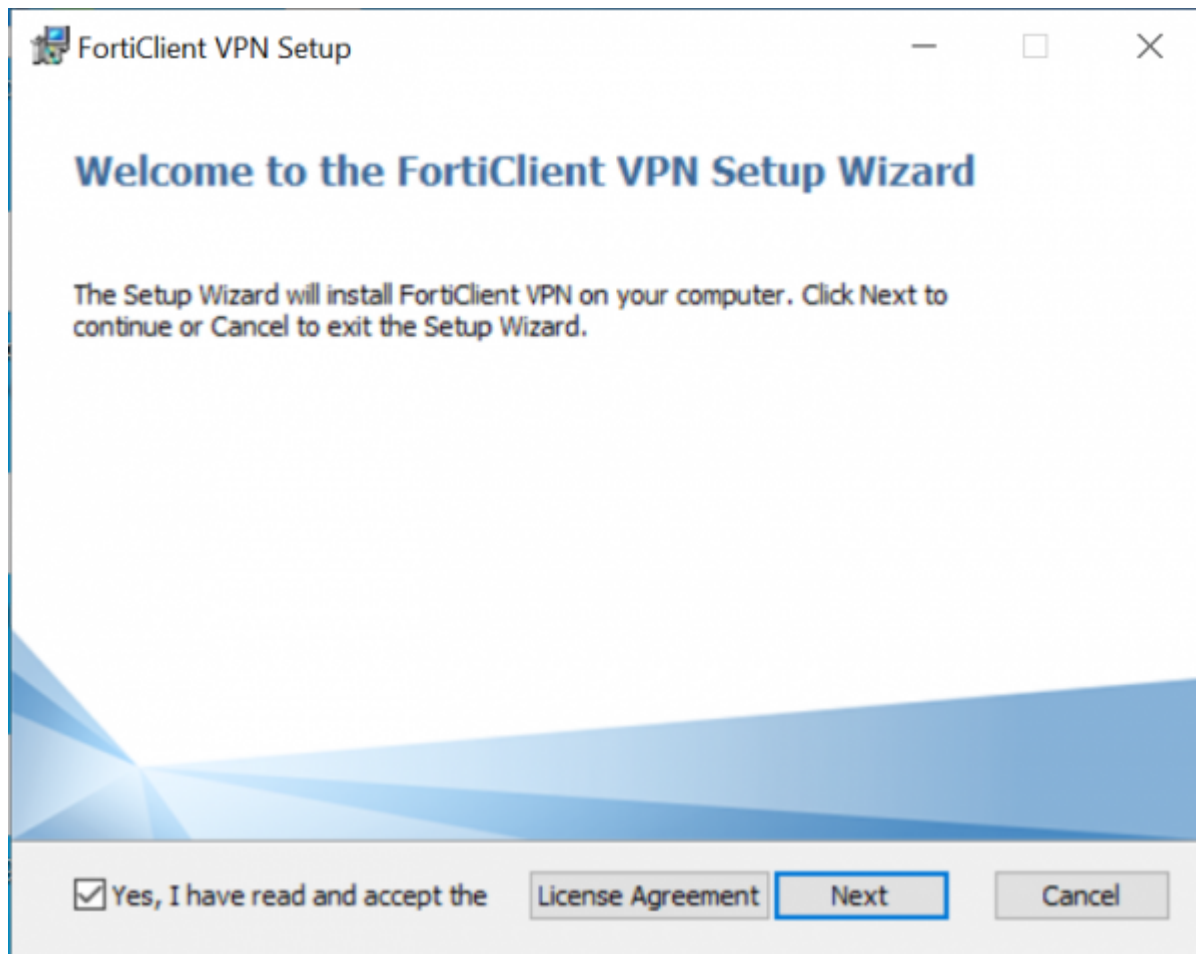 FortiClient VPN Setup
Welcome to the FortiClient VPN Setup Wizard
The Setup Wizard will install FortiClient VPN on your computer. Click Next to
continue or Cancel to exit the Setup Wizard.
Yes, I have read and accept the License Agreement Next Cancel